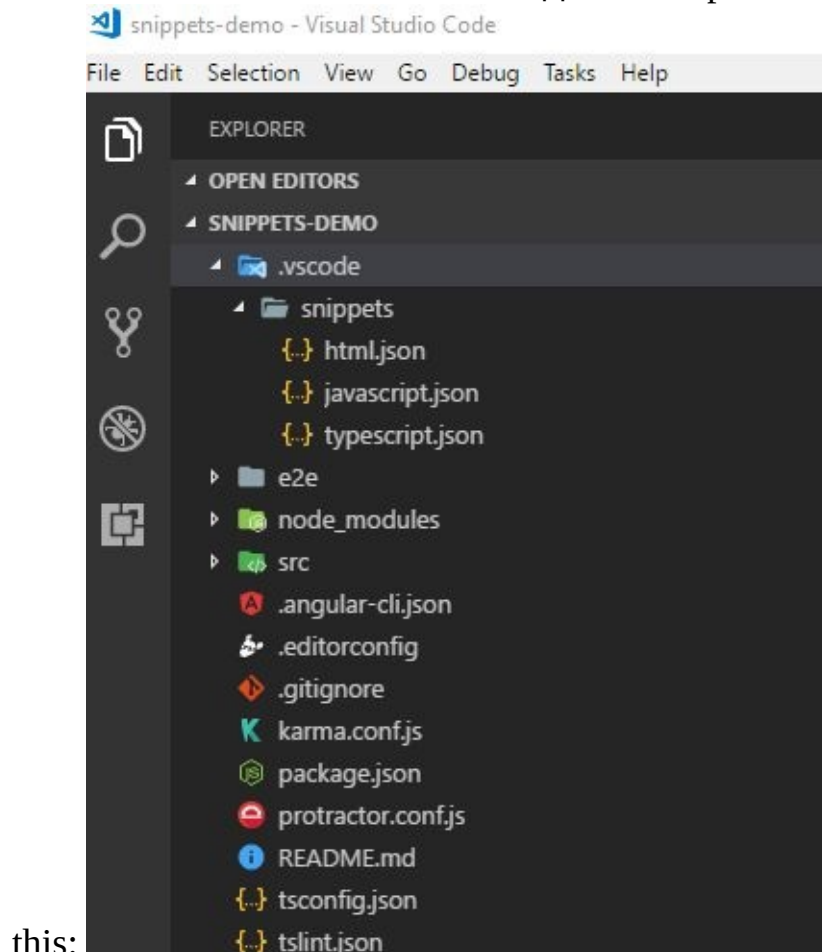 snippets-demo - Visual Studio Code
File Edit Selection View Go Debug Tasks Help
EXPLORER
OPEN EDITORS
SNIPPETS-DEMO
.vscode
snippets
{..} html.json
{..} javascript.json
{..} typescript.json
e2e
node_modules
src
.angular-cli.json
.editorconfig
.gitignore
karma.conf.js
package.json
protractor.conf.js
README.md
{..} tsconfig.json
this: {..} tslint.json